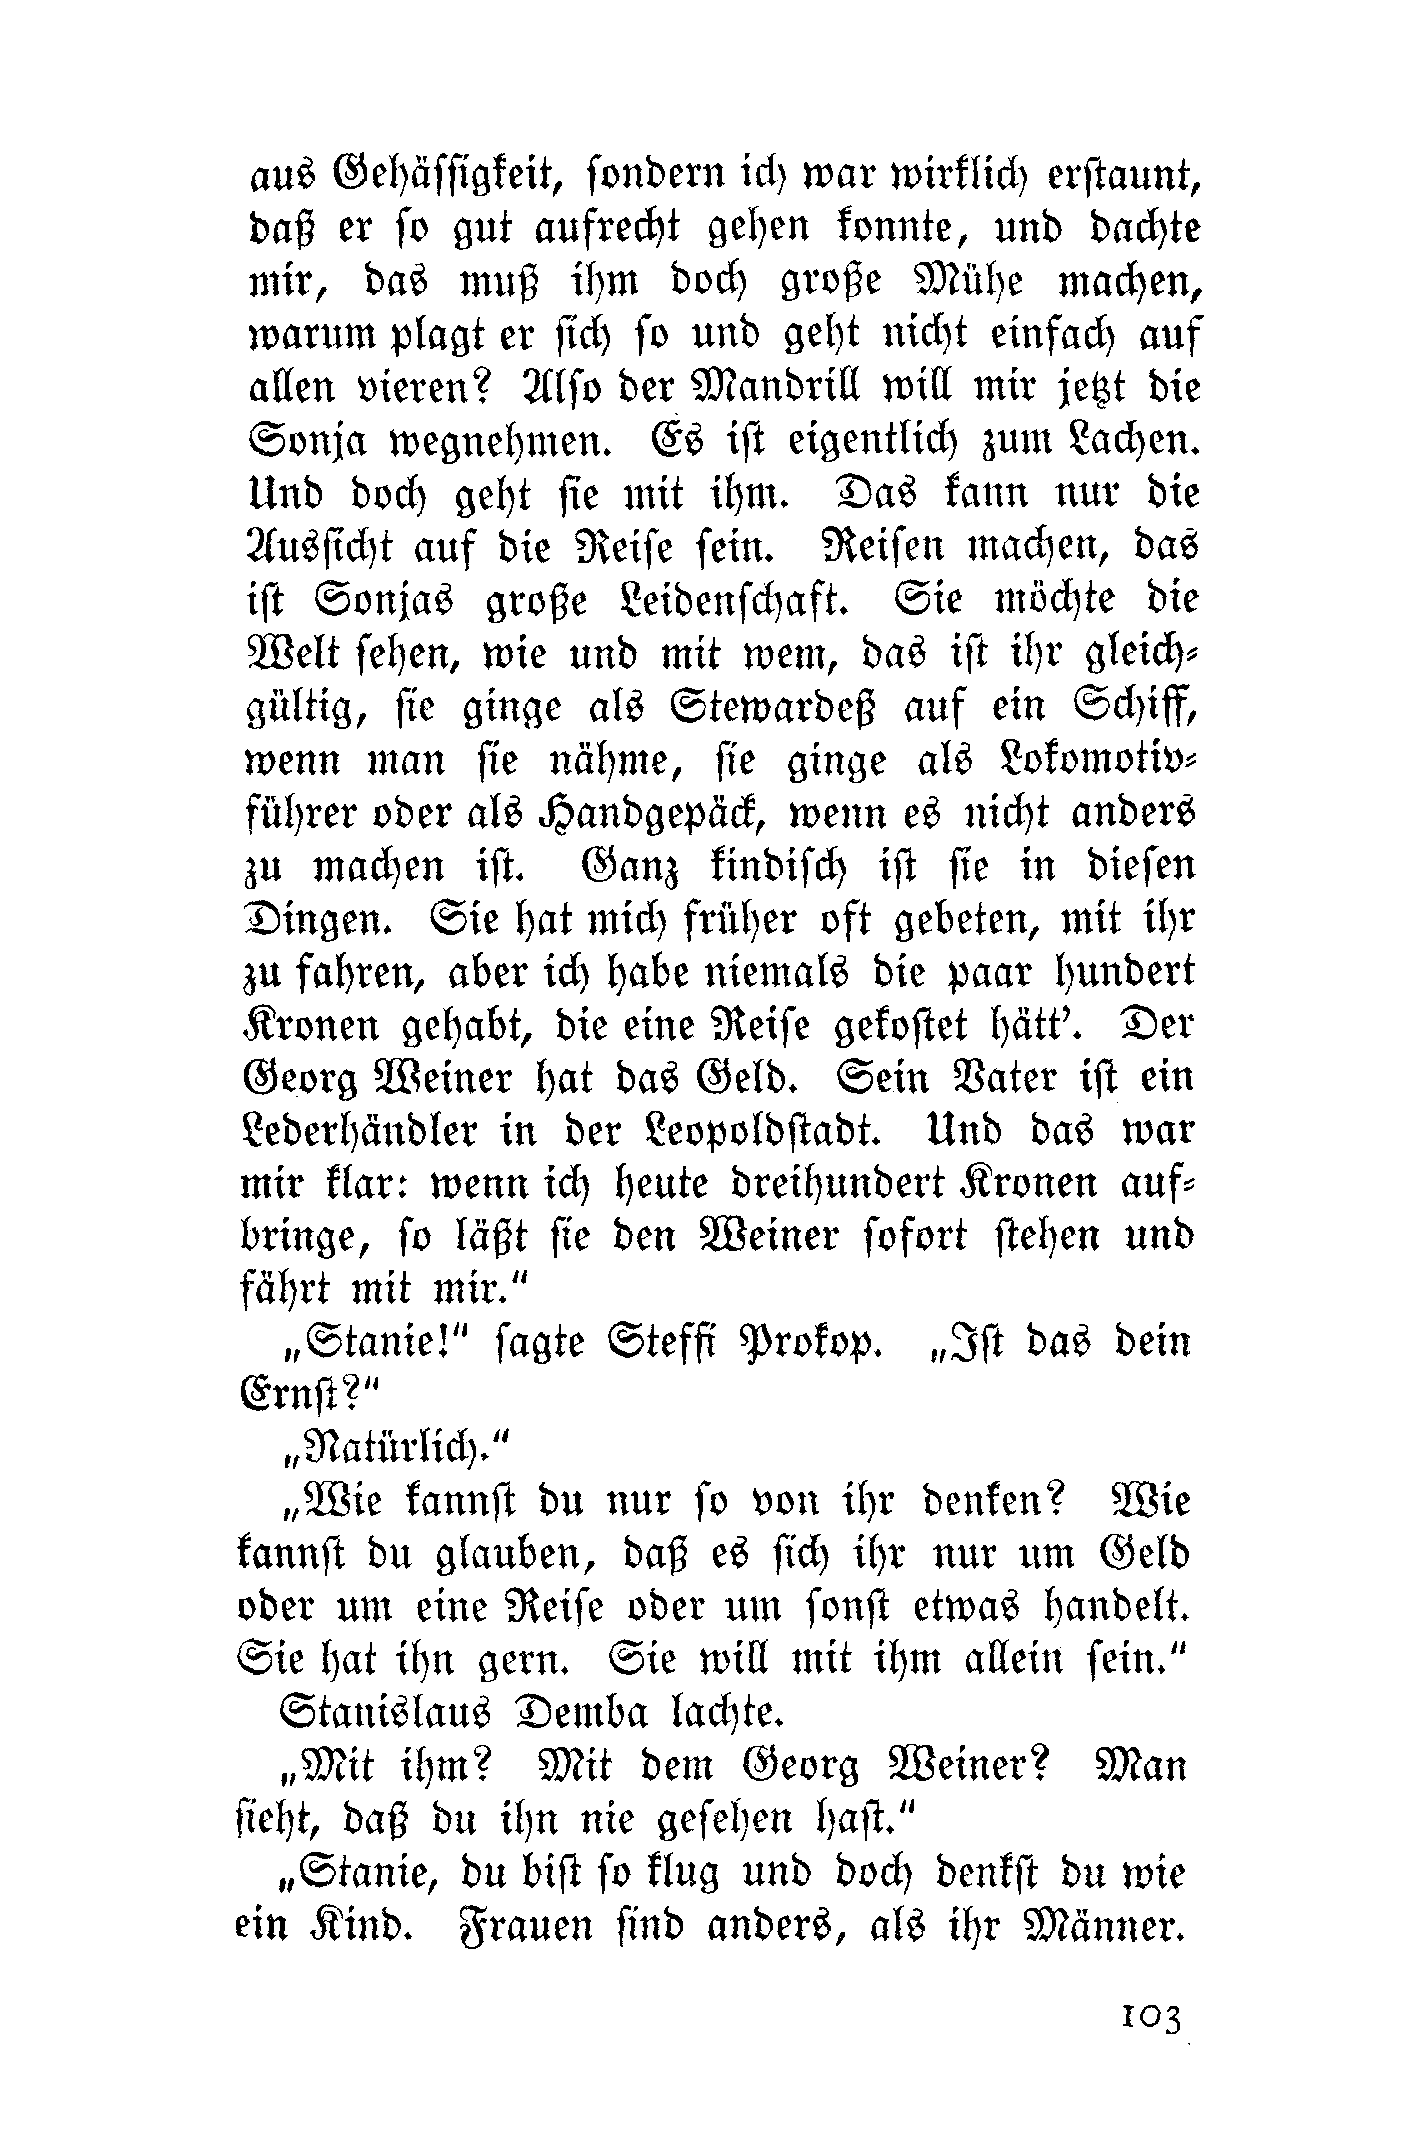 aus Gehässigkeit, sondern ich war wirklich erstaunt,
daß er so gut aufrecht gehen konnte, und dachte
mir, das muß ihm doch große Mühe machen,
warum plagt er sich so und geht nicht einfach auf
allen vieren? Also der Mandrill will mir jetzt die
Sonja wegnehmen. Es ist eigentlich zum Lachen.
Und doch geht sie mit ihm. Das kann nur die
Aussicht auf die Reise sein. Reisen machen, das
ist Sonjas große Leidenschaft. Sie möchte die
Welt sehen, wie und mit wem, das ist ihr gleich-
gültig, sie ginge als Stewardeß auf ein Schiff,
wenn man sie nähme, sie ginge als Lokomotiv-
führer oder als Handgepäck, wenn es nicht anders
zu machen ist. Ganz kindisch ist sie in diesen
Dingen. Sie hat mich früher oft gebeten, mit ihr
zu fahren, aber ich habe niemals die paar hundert
Kronen gehabt, die eine Reise gekostet hätt’. Der
Georg Weiner hat das Geld. Sein Vater ist ein
Lederhändler in der Leopoldstadt. Und das war
mir klar: wenn ich heute dreihundert Kronen auf-
bringe, so läßt sie den Weiner sofort stehen und
fährt mit mir.“
„Stanie!“ sagte Steffi Prokop. „Ist das dein
Ernst?“
„Natürlich.“
„Wie kannst du nur so von ihr denken? Wie
kannst du glauben, daß es sich ihr nur um Geld
oder um eine Reise oder um sonst etwas handelt.
Sie hat ihn gern. Sie will mit ihm allein sein.“
Stanislaus Demba lachte.
„Mit ihm? Mit dem Georg Weiner? Man
sieht, daß du ihn nie gesehen hast.“
„Stanie, du bist so klug und doch denkst du wie
ein Kind. Frauen sind anders, als ihr Männer.
103